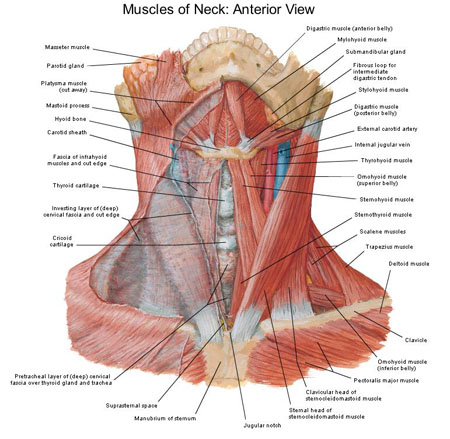 Muscles of Neck: Anterior View
Masseter muscle
Parotid gland
Platysma muscle
(cut away)
Mastoid process
Hyoid bone
Carotid sheath
Fascia of infrahyoid
muscles and cut edge
Thyroid cartilage
Investing layer of (deep)
cervical fascia and cut edge
Cricoid
cartilage
Pretracheal layer of (deep) cervical
fascia over thyroid gland and trachea
Suprasternal space
Manubrium of sternum
Jugular notch
Digastric muscle (anterior belly)
Mylohyoid muscle
Submandibular gland
Fibrous loop for
intermediate
digastric tendon
Stylohyoid muscle
Digastric muscle
(posterior belly)
External carotid artery
Internal jugular vein
Thyrohyoid muscle
Omohyoid muscle
(superior belly)
Sternohyoid muscle
Sternothyroid muscle
Scalene muscles
Trapezius muscle
Deltoid muscle
Clavicle
Omohyoid muscle
(inferior belly)
Pectoralis major muscle
Clavicular head of
sternocleidomastoid muscle
Sternal head of
sternocleidomastoid muscle